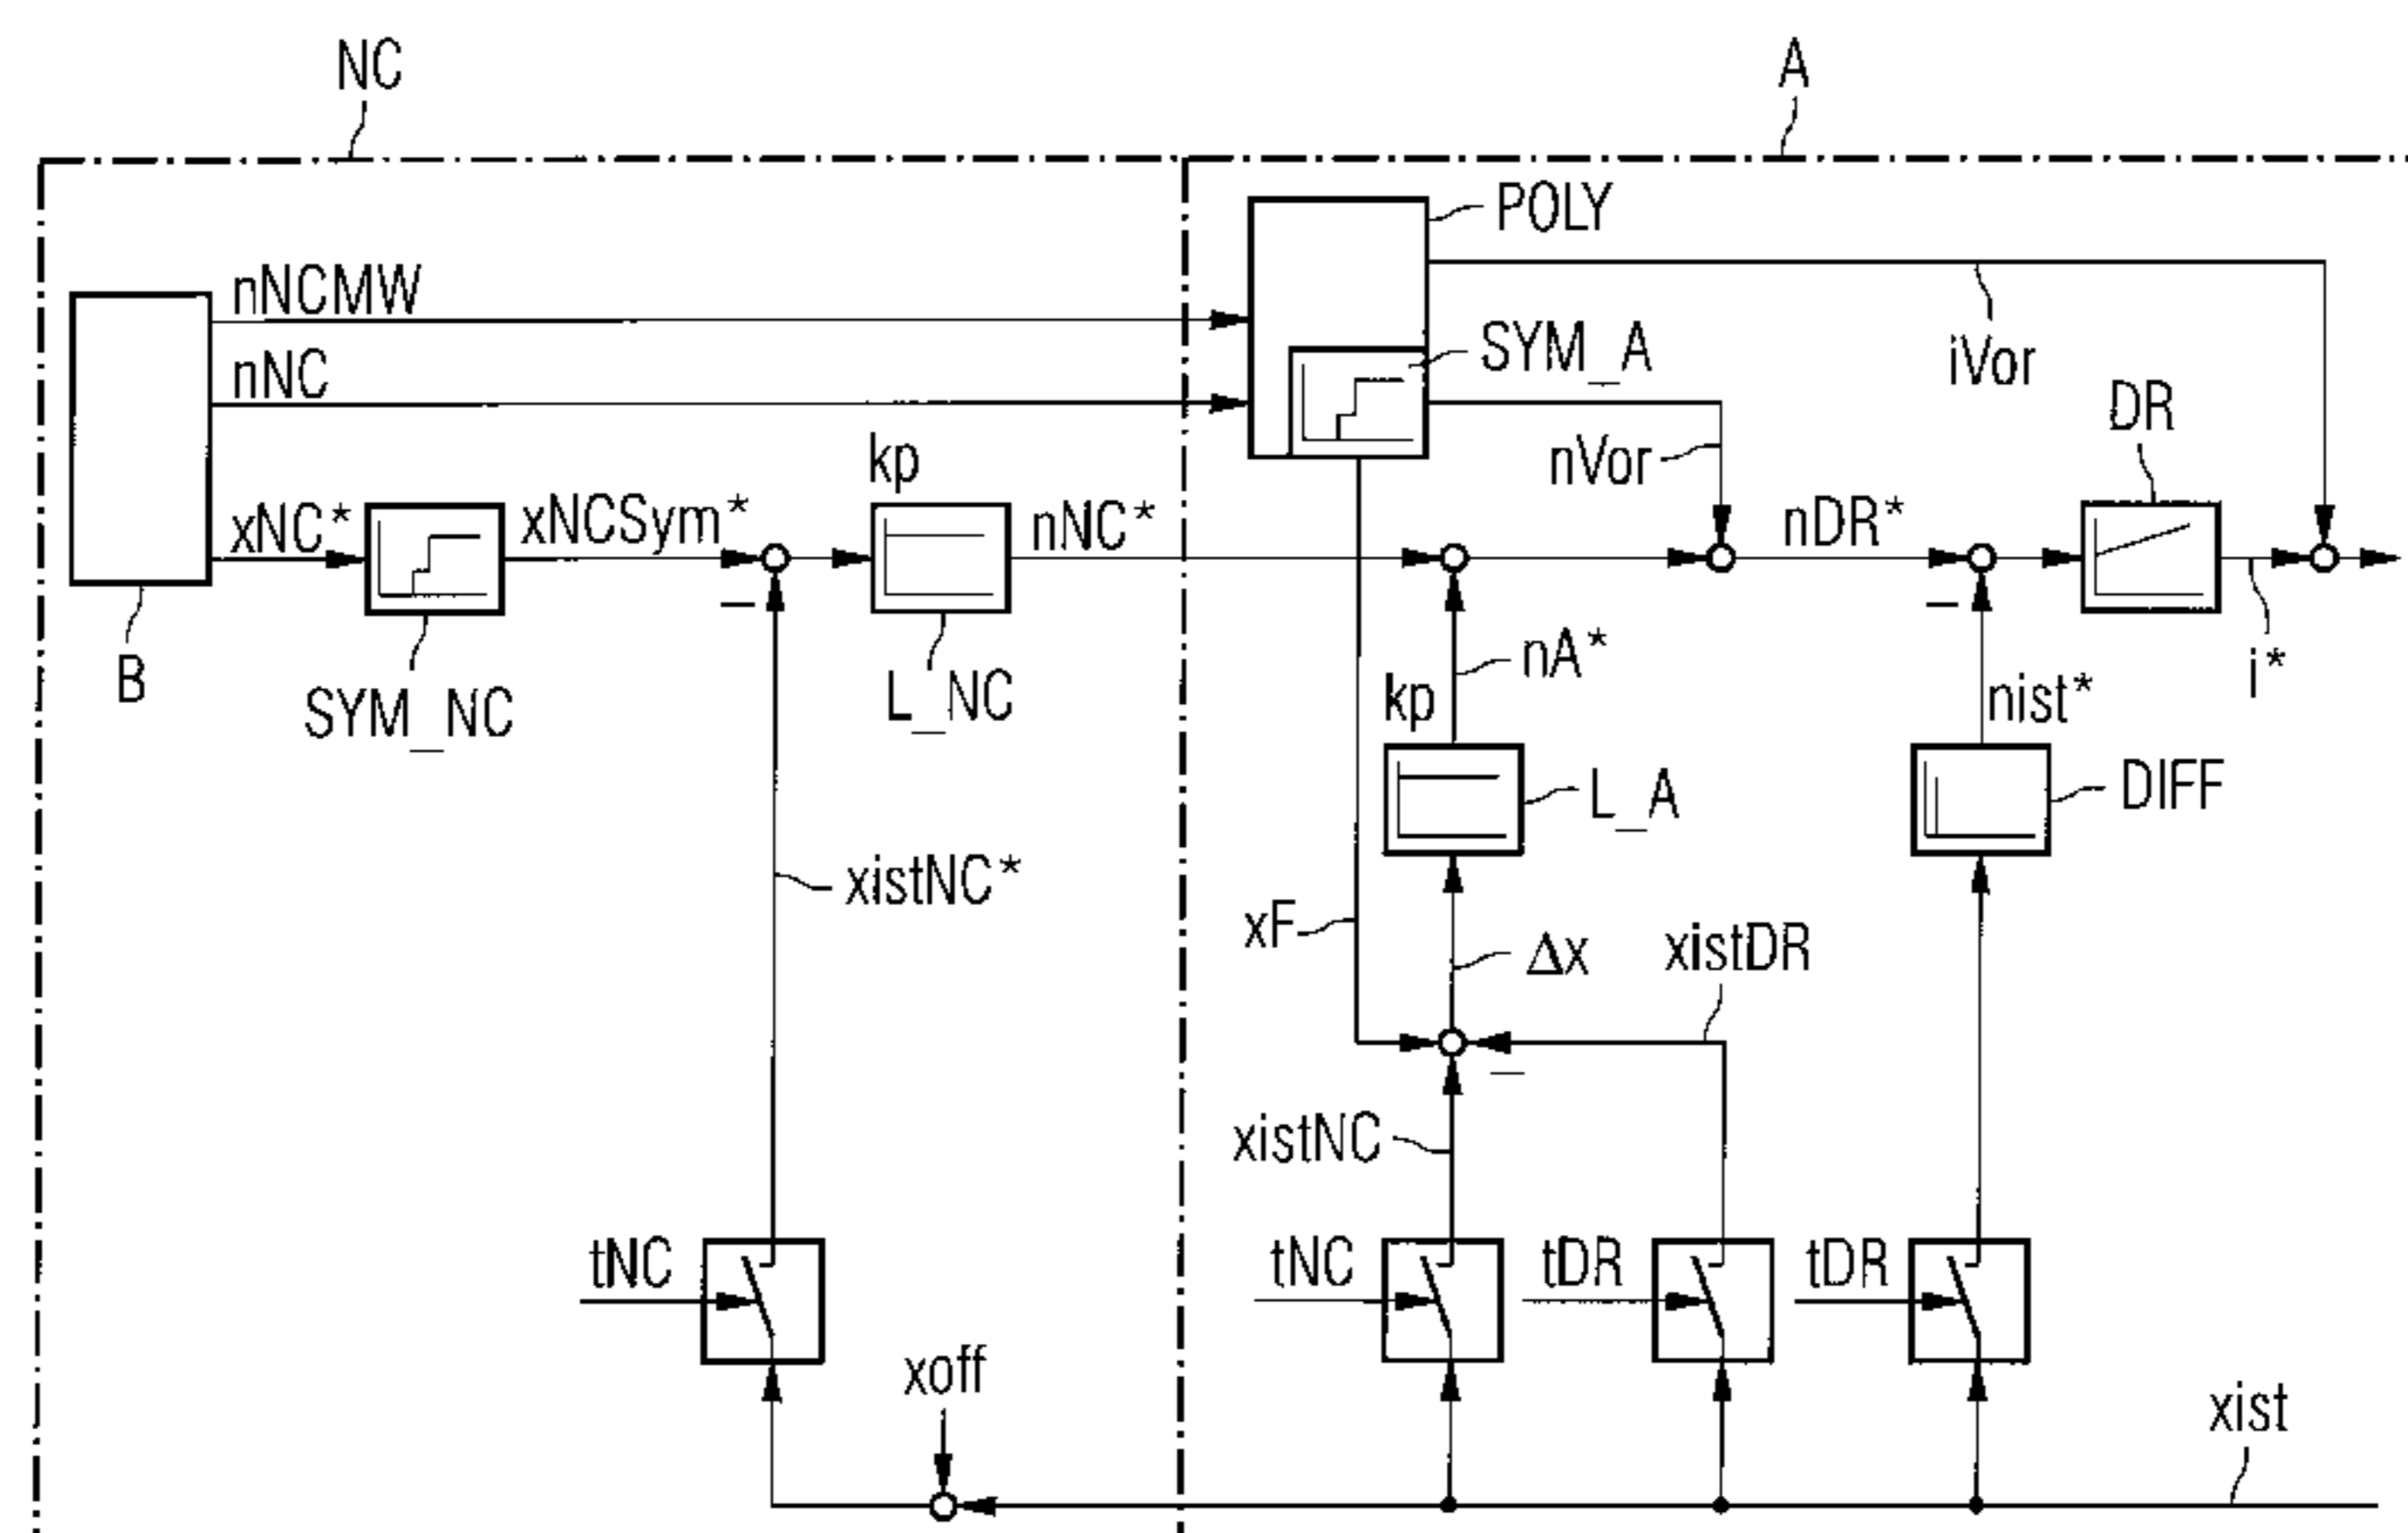 NC
A
POLY
nNCMW
SYM_A
iVor
nNC
DR
kp
nVor
xNC*
xNCSym*
nNC*
nDR*
B
SYM_NC
L_NC
nA*
kp
nist*
i*
L_A
DIFF
xistNC*
xF
Δx
xistDR
xistNC
tNC
tNC
tDR
tDR
xoff
xist